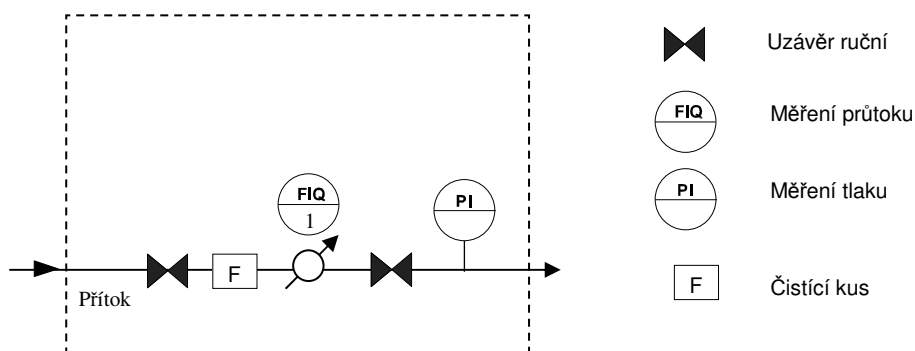 FIQ
1
PI
F
Přítok
Uzávěr ruční
FIQ
Měření průtoku
PI
Měření tlaku
F
Čistící kus